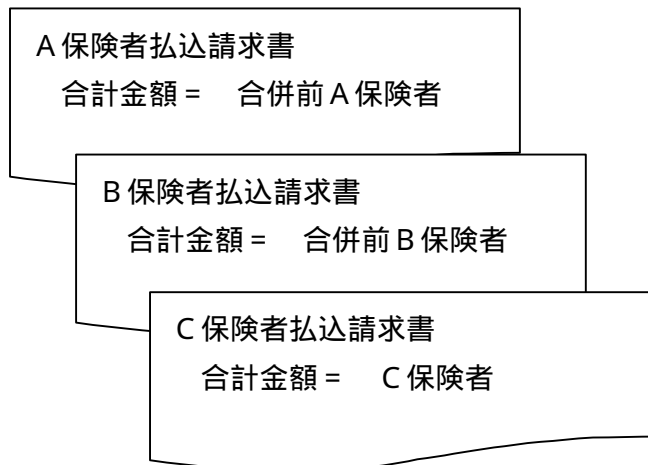 A保険者払込請求書
合計金額＝　合併前A保険者
B保険者払込請求書
合計金額＝　合併前B保険者
C保険者払込請求書
合計金額＝　C保険者